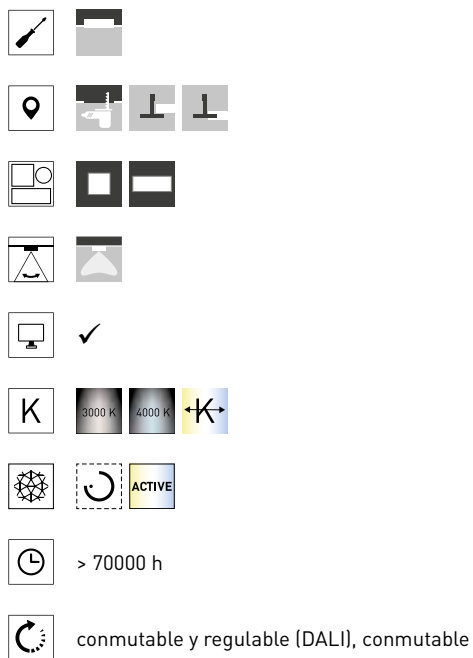 K 3000 K 4000 K K
ACTIVE
> 70000 h
conmutable y regulable (DALI), conmutable